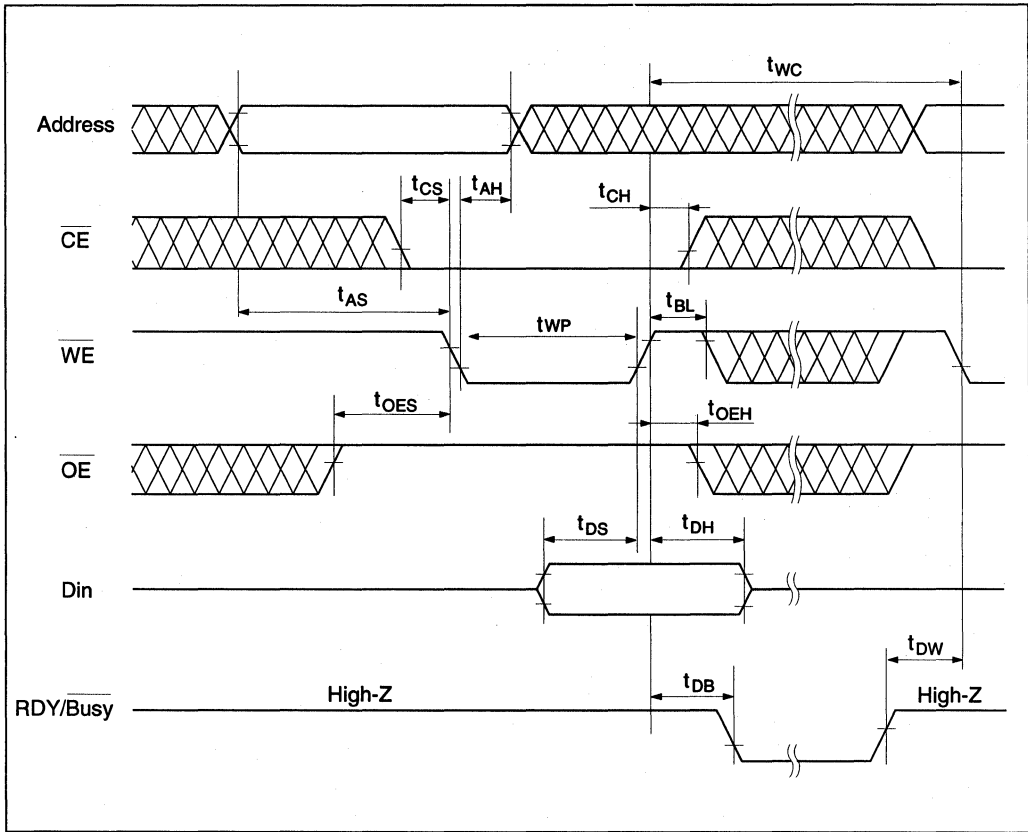 tWC
Address
tCS
tAH
tCH
CE
tAS
tBL
tWP
WE
tOES
tOEH
OE
tDS
tDH
Din
tDW
tDB
High-Z
High-Z
RDY/Busy